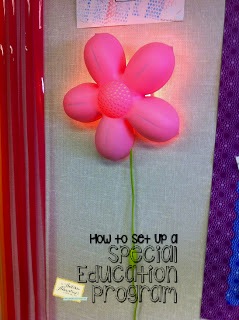 How to Set Up a
Special
Education
Program